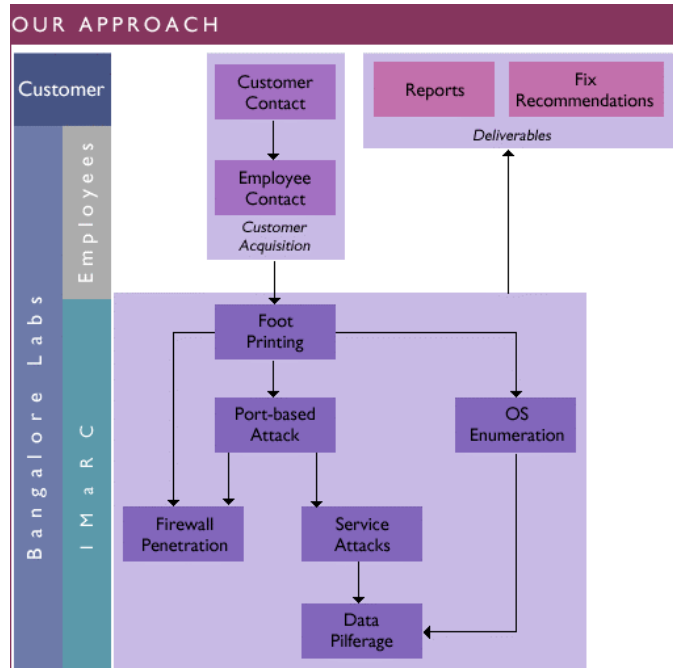 OUR APPROACH
Customer
Customer
Contact
Reports
Fix
Recommendations
Deliverables
Employees
Employee
Contact
Customer
Acquisition
Bangalore Labs
IMaRC
Foot
Printing
Port-based
Attack
OS
Enumeration
Firewall
Penetration
Service
Attacks
Data
Pilferage